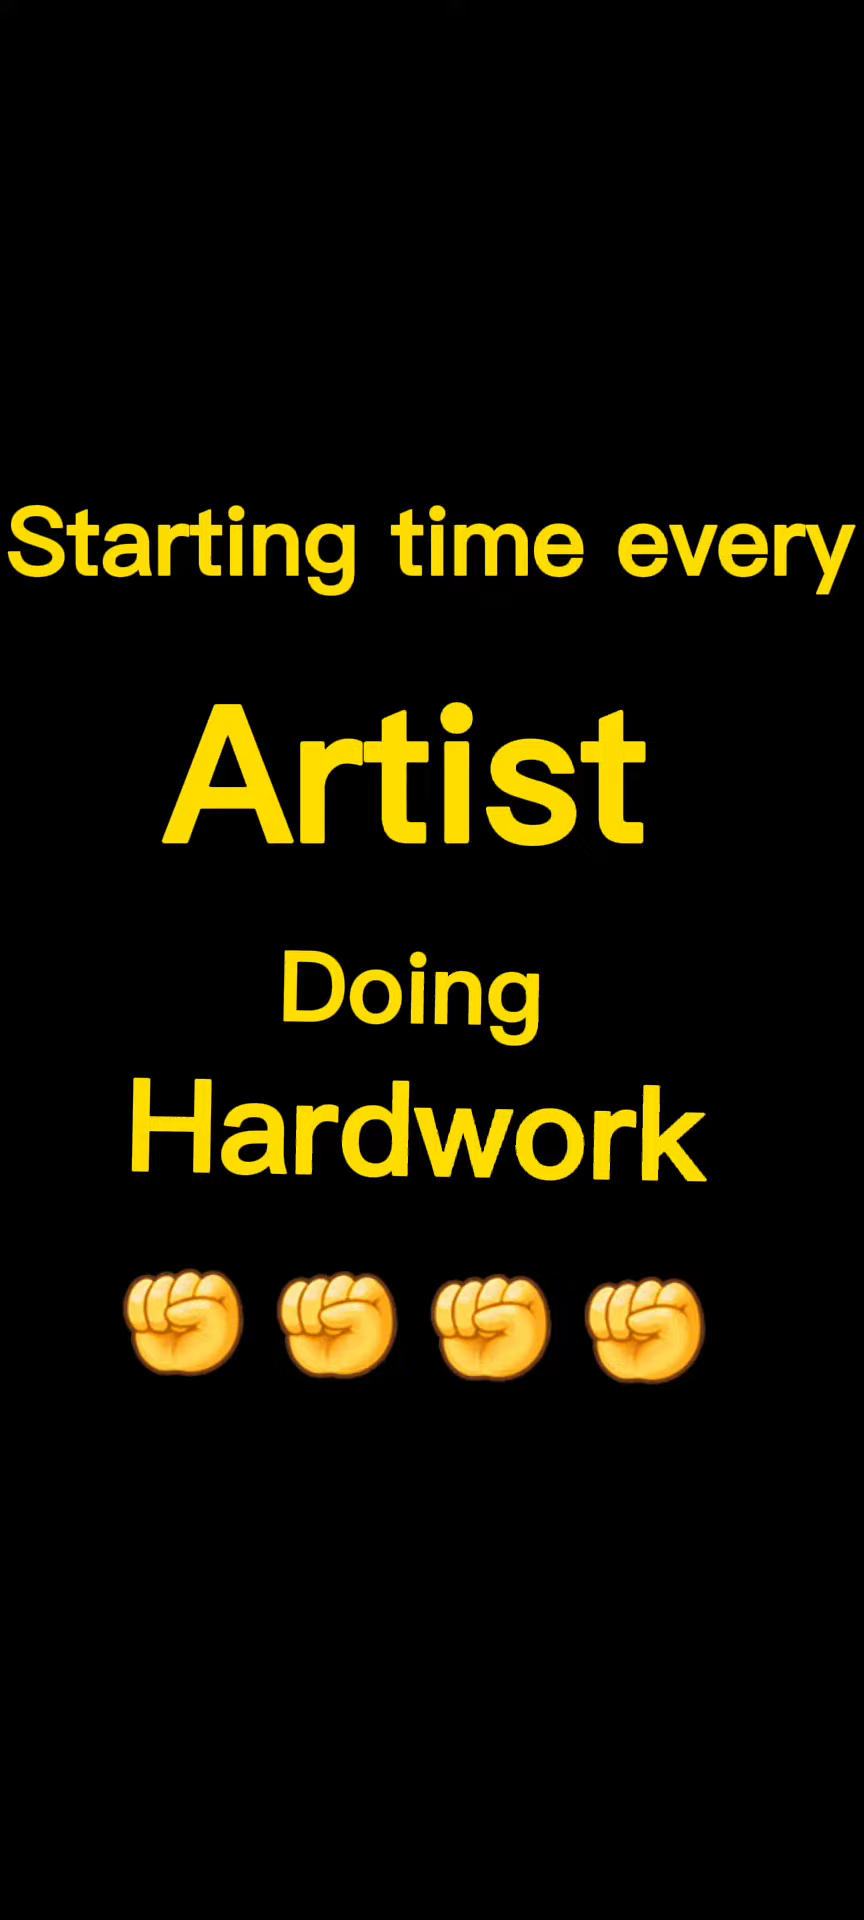 Starting time every
Artist
Doing
Hardwork
✊ ✊ ✊ ✊